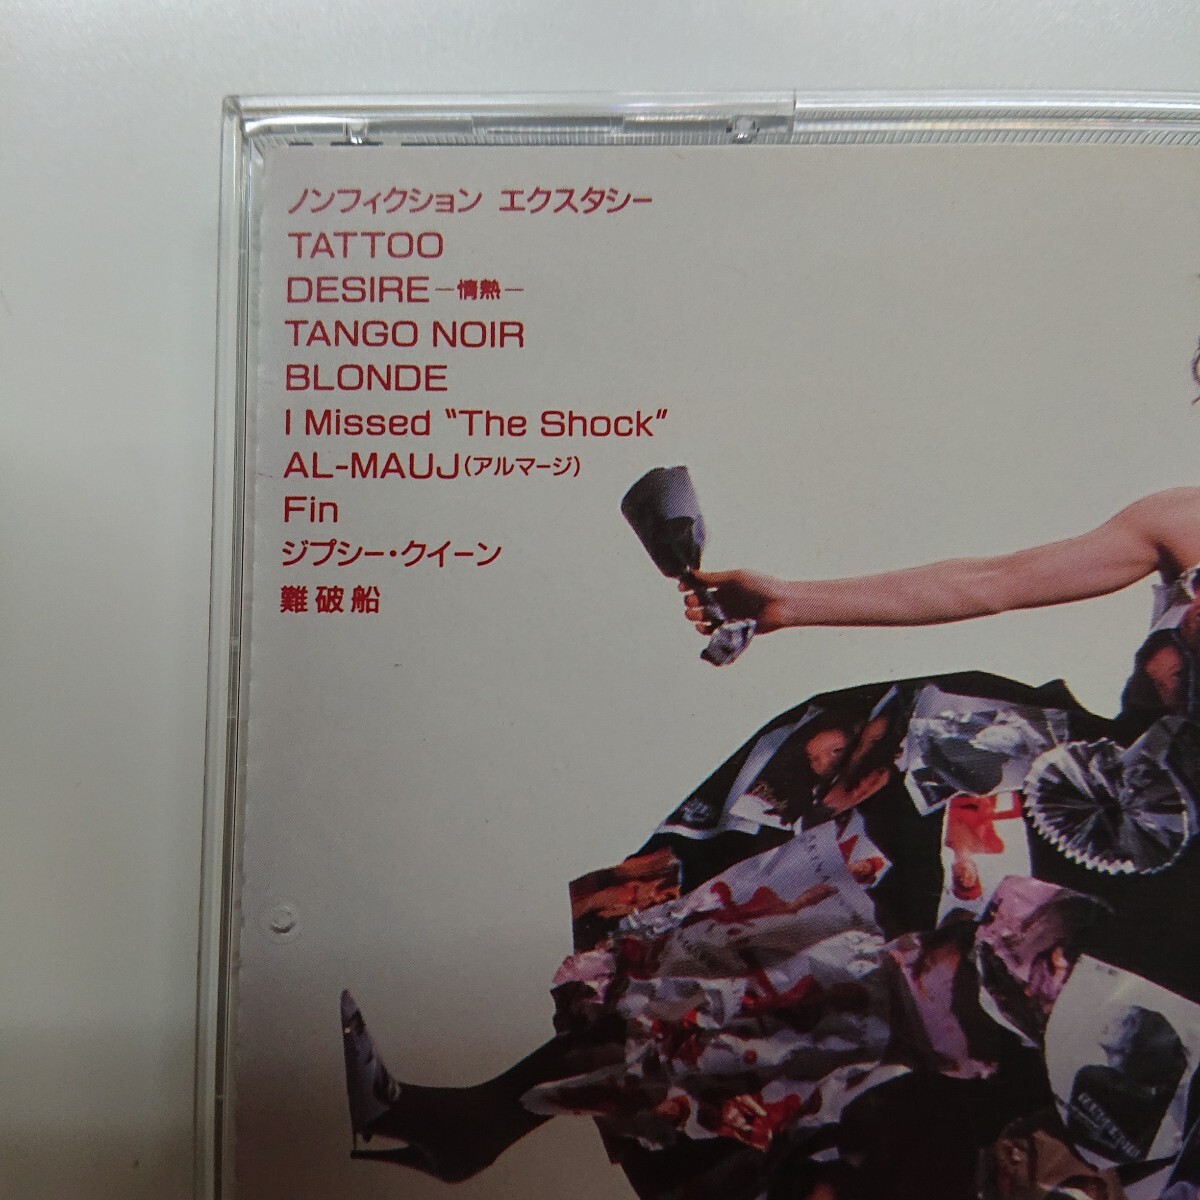 ノンフィクション エクスタシー
TATTOO
DESIRE－情熱－
TANGO NOIR
BLONDE
I Missed “The Shock”
AL-MAUJ（アルマージ）
Fin
ジプシー・クイーン
難破船